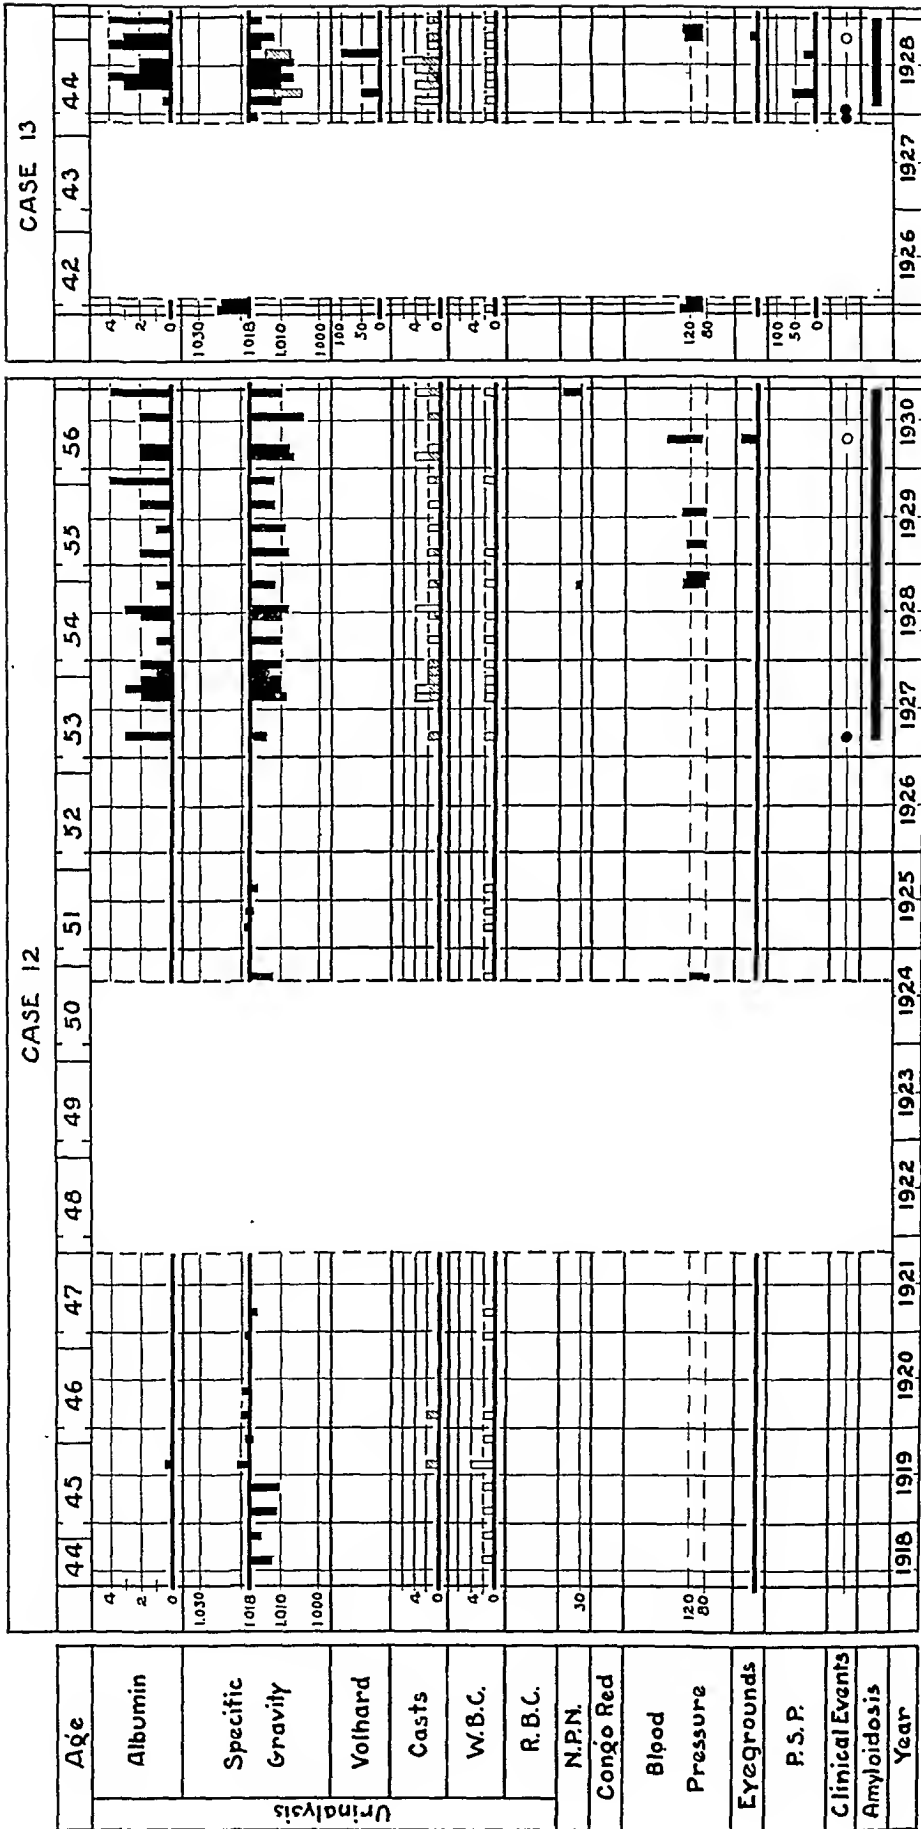 CASE 12
CASE 13
Age 44 45 46 47 48 49 50 51 52 53 54 55 56 42 43 44
Urinalysis
Albumin 4 2 0 4 2 0
Specific Gravity 1.030 1.018 1.010 1.000 1.030 1.018 1.010 1.000
Volhard 100 50 0
Casts 4 0 4 0
W.B.C. 4 0 4 0
R.B.C.
N.P.N. 30
Congo Red
Blood Pressure 120 80 120 80
Eyegrounds
P.S.P. 100 50 0
Clinical Events
Amyloidosis
Year 1918 1919 1920 1921 1922 1923 1924 1925 1926 1927 1928 1929 1930 1926 1927 1928